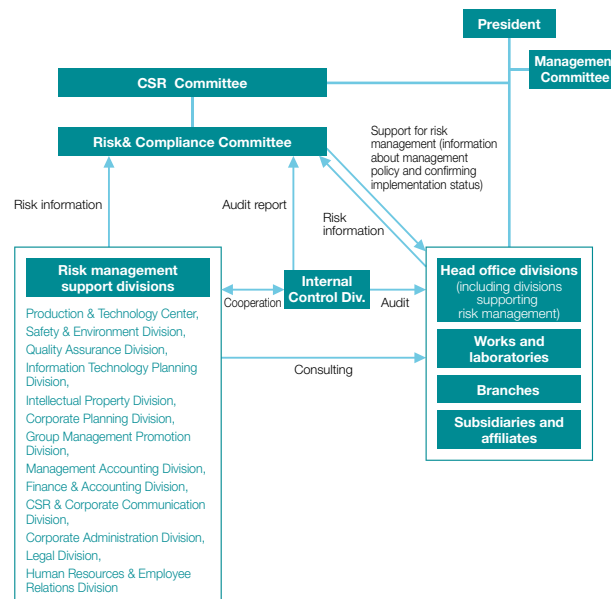 President
Management
Committee
CSR Committee
Risk& Compliance Committee
Support for risk
management (information
about management
policy and confirming
implementation status)
Risk information
Audit report
Risk
information
Risk management
support divisions
Production & Technology Center,
Safety & Environment Division,
Quality Assurance Division,
Information Technology Planning
Division,
Intellectual Property Division,
Corporate Planning Division,
Group Management Promotion
Division,
Management Accounting Division,
Finance & Accounting Division,
CSR & Corporate Communication
Division,
Corporate Administration Division,
Legal Division,
Human Resources & Employee
Relations Division
Cooperation
Internal
Control Div.
Audit
Consulting
Head office divisions
(including divisions
supporting
risk management)
Works and
laboratories
Branches
Subsidiaries and
affiliates